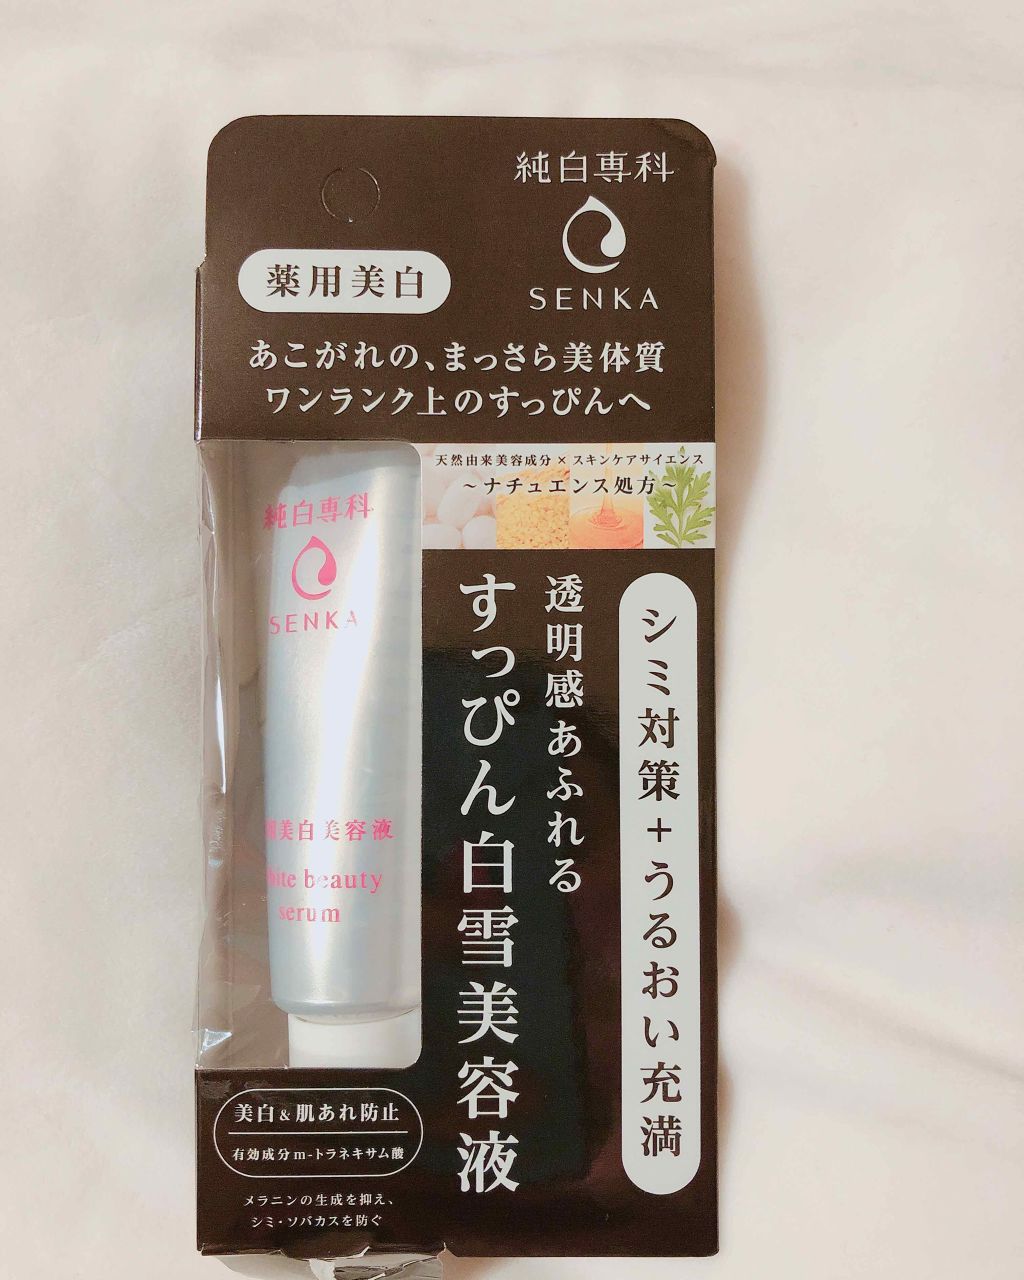 純白専科
SENKA
薬用美白
あこがれの、まっさら美体質
ワンランク上のすっぴんへ
天然由来美容成分×スキンケアサイエンス
～ナチュエンス処方～
シミ対策+うるおい充満
透明感あふれる
すっぴん白雪美容液
純白専科
SENKA
美白美容液
beauty
serum
美白&肌あれ防止
有効成分m-トラネキサム酸
メラニンの生成を抑え、
シミ・ソバカスを防ぐ